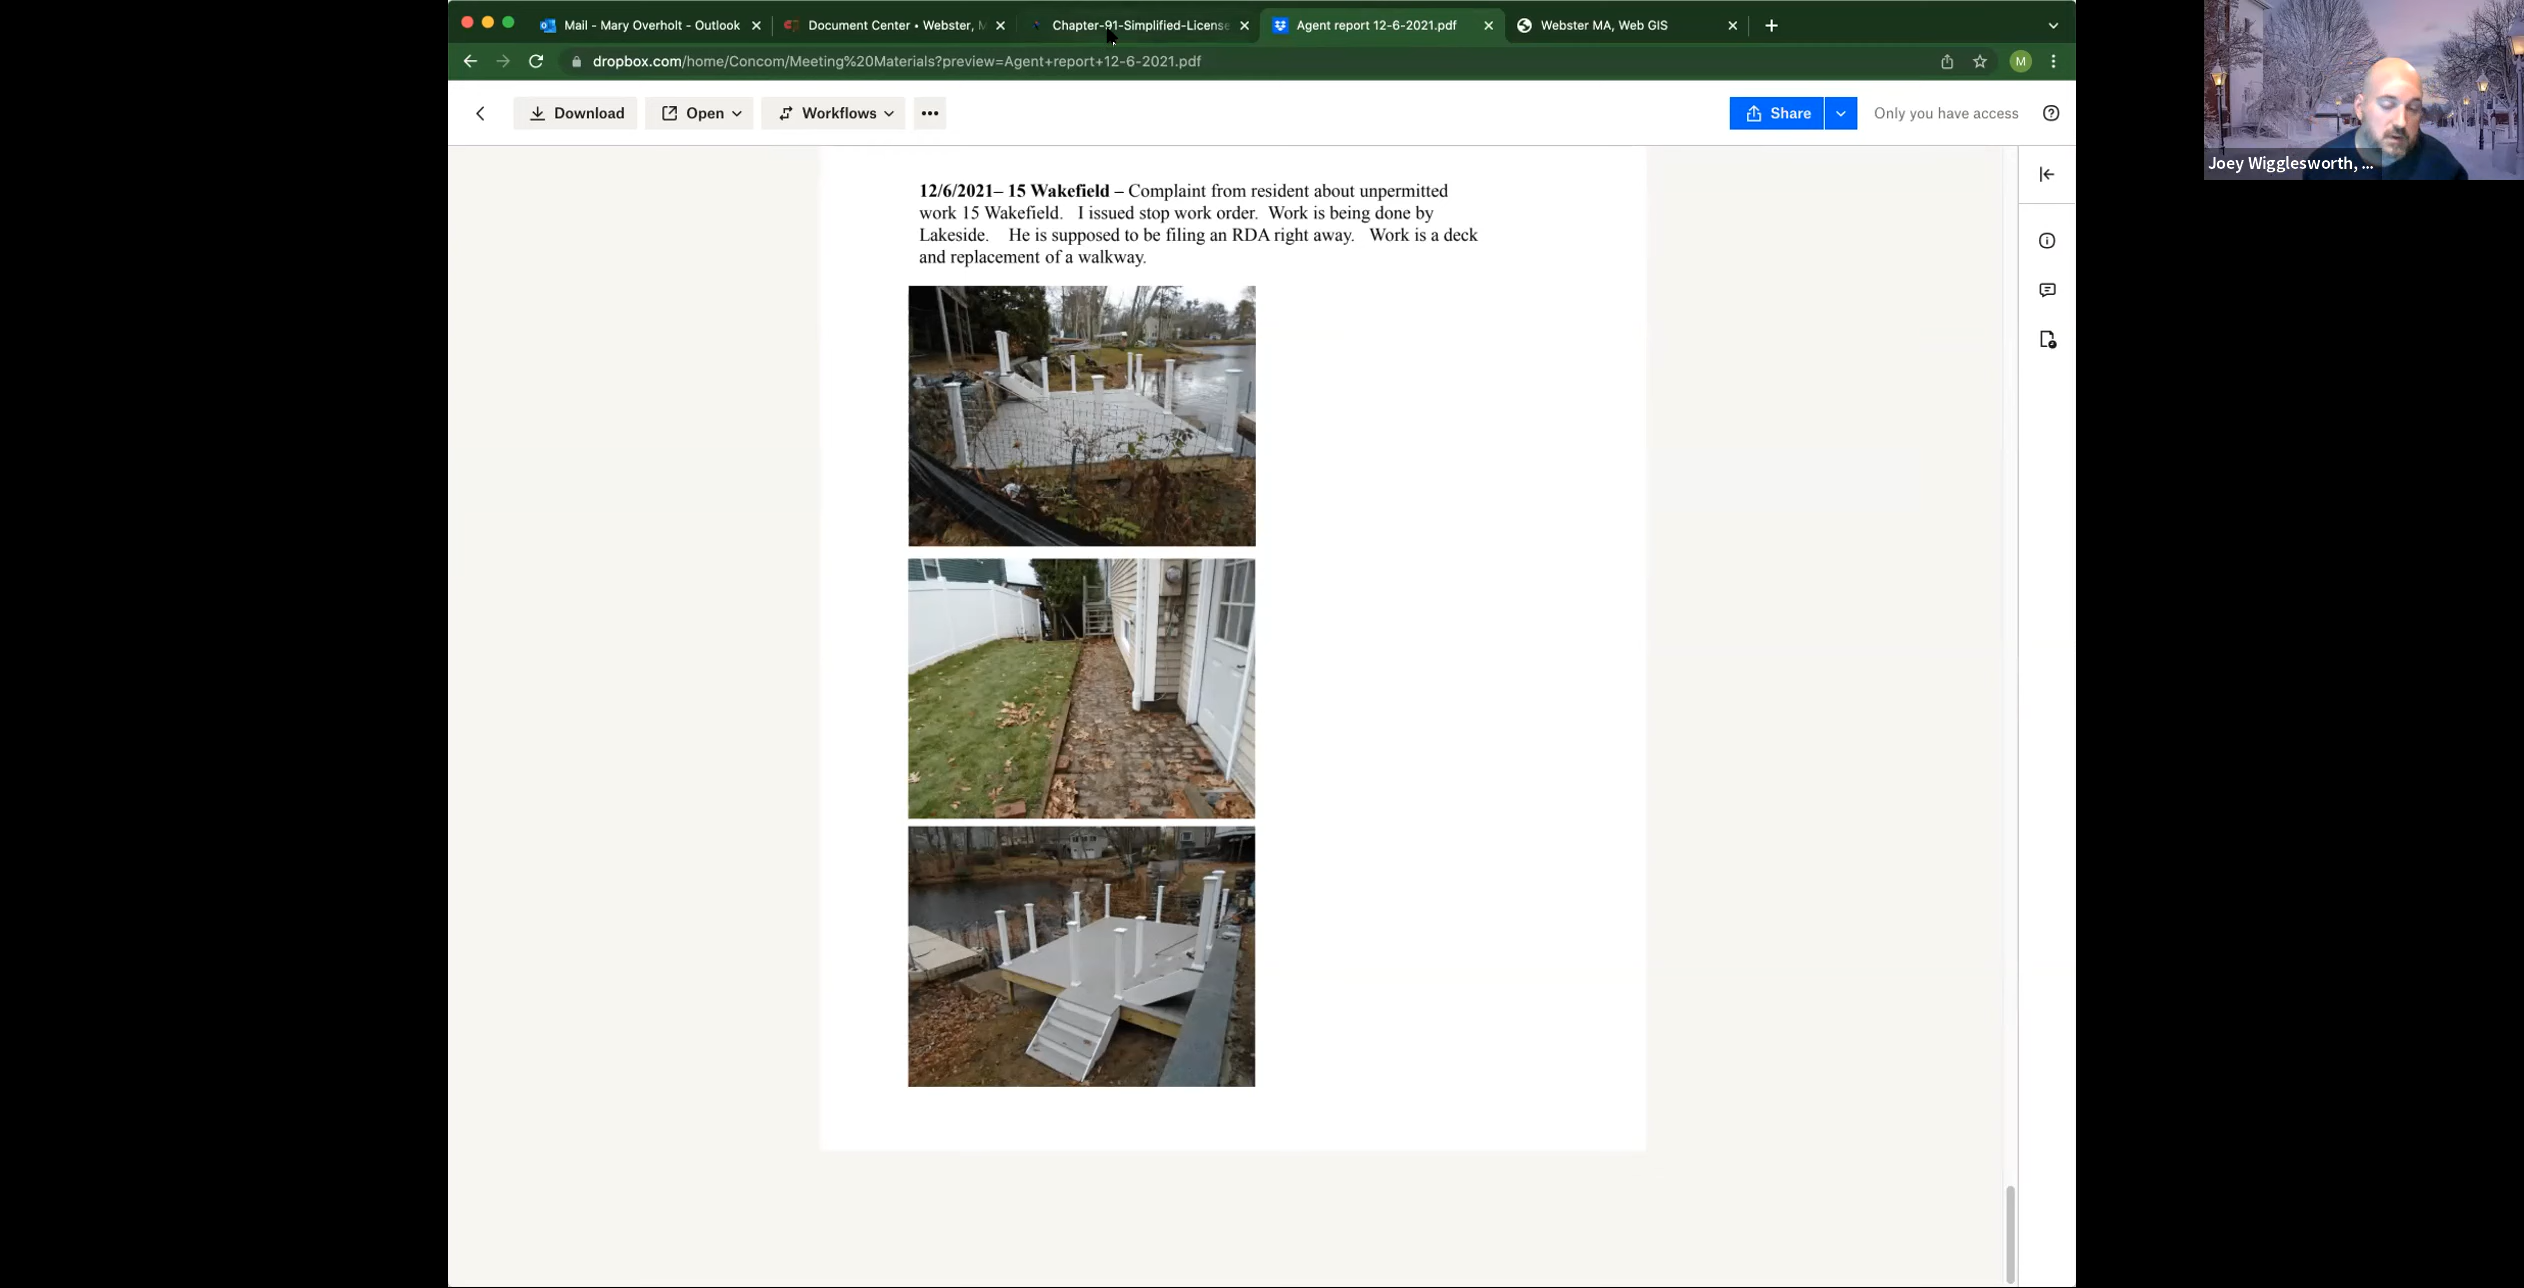 Mail - Mary Overholt - Outlook
Document Center • Webster, M
Chapter-91-Simplified-License
Agent report 12-6-2021.pdf
Webster MA, Web GIS
dropbox.com/home/Concom/Meeting%20Materials?preview=Agent+report+12-6-2021.pdf
M
Download
Open
Workflows
Share
Only you have access
12/6/2021– 15 Wakefield – Complaint from resident about unpermitted
work 15 Wakefield. I issued stop work order. Work is being done by
Lakeside. He is supposed to be filing an RDA right away. Work is a deck
and replacement of a walkway.
Joey Wigglesworth, ...